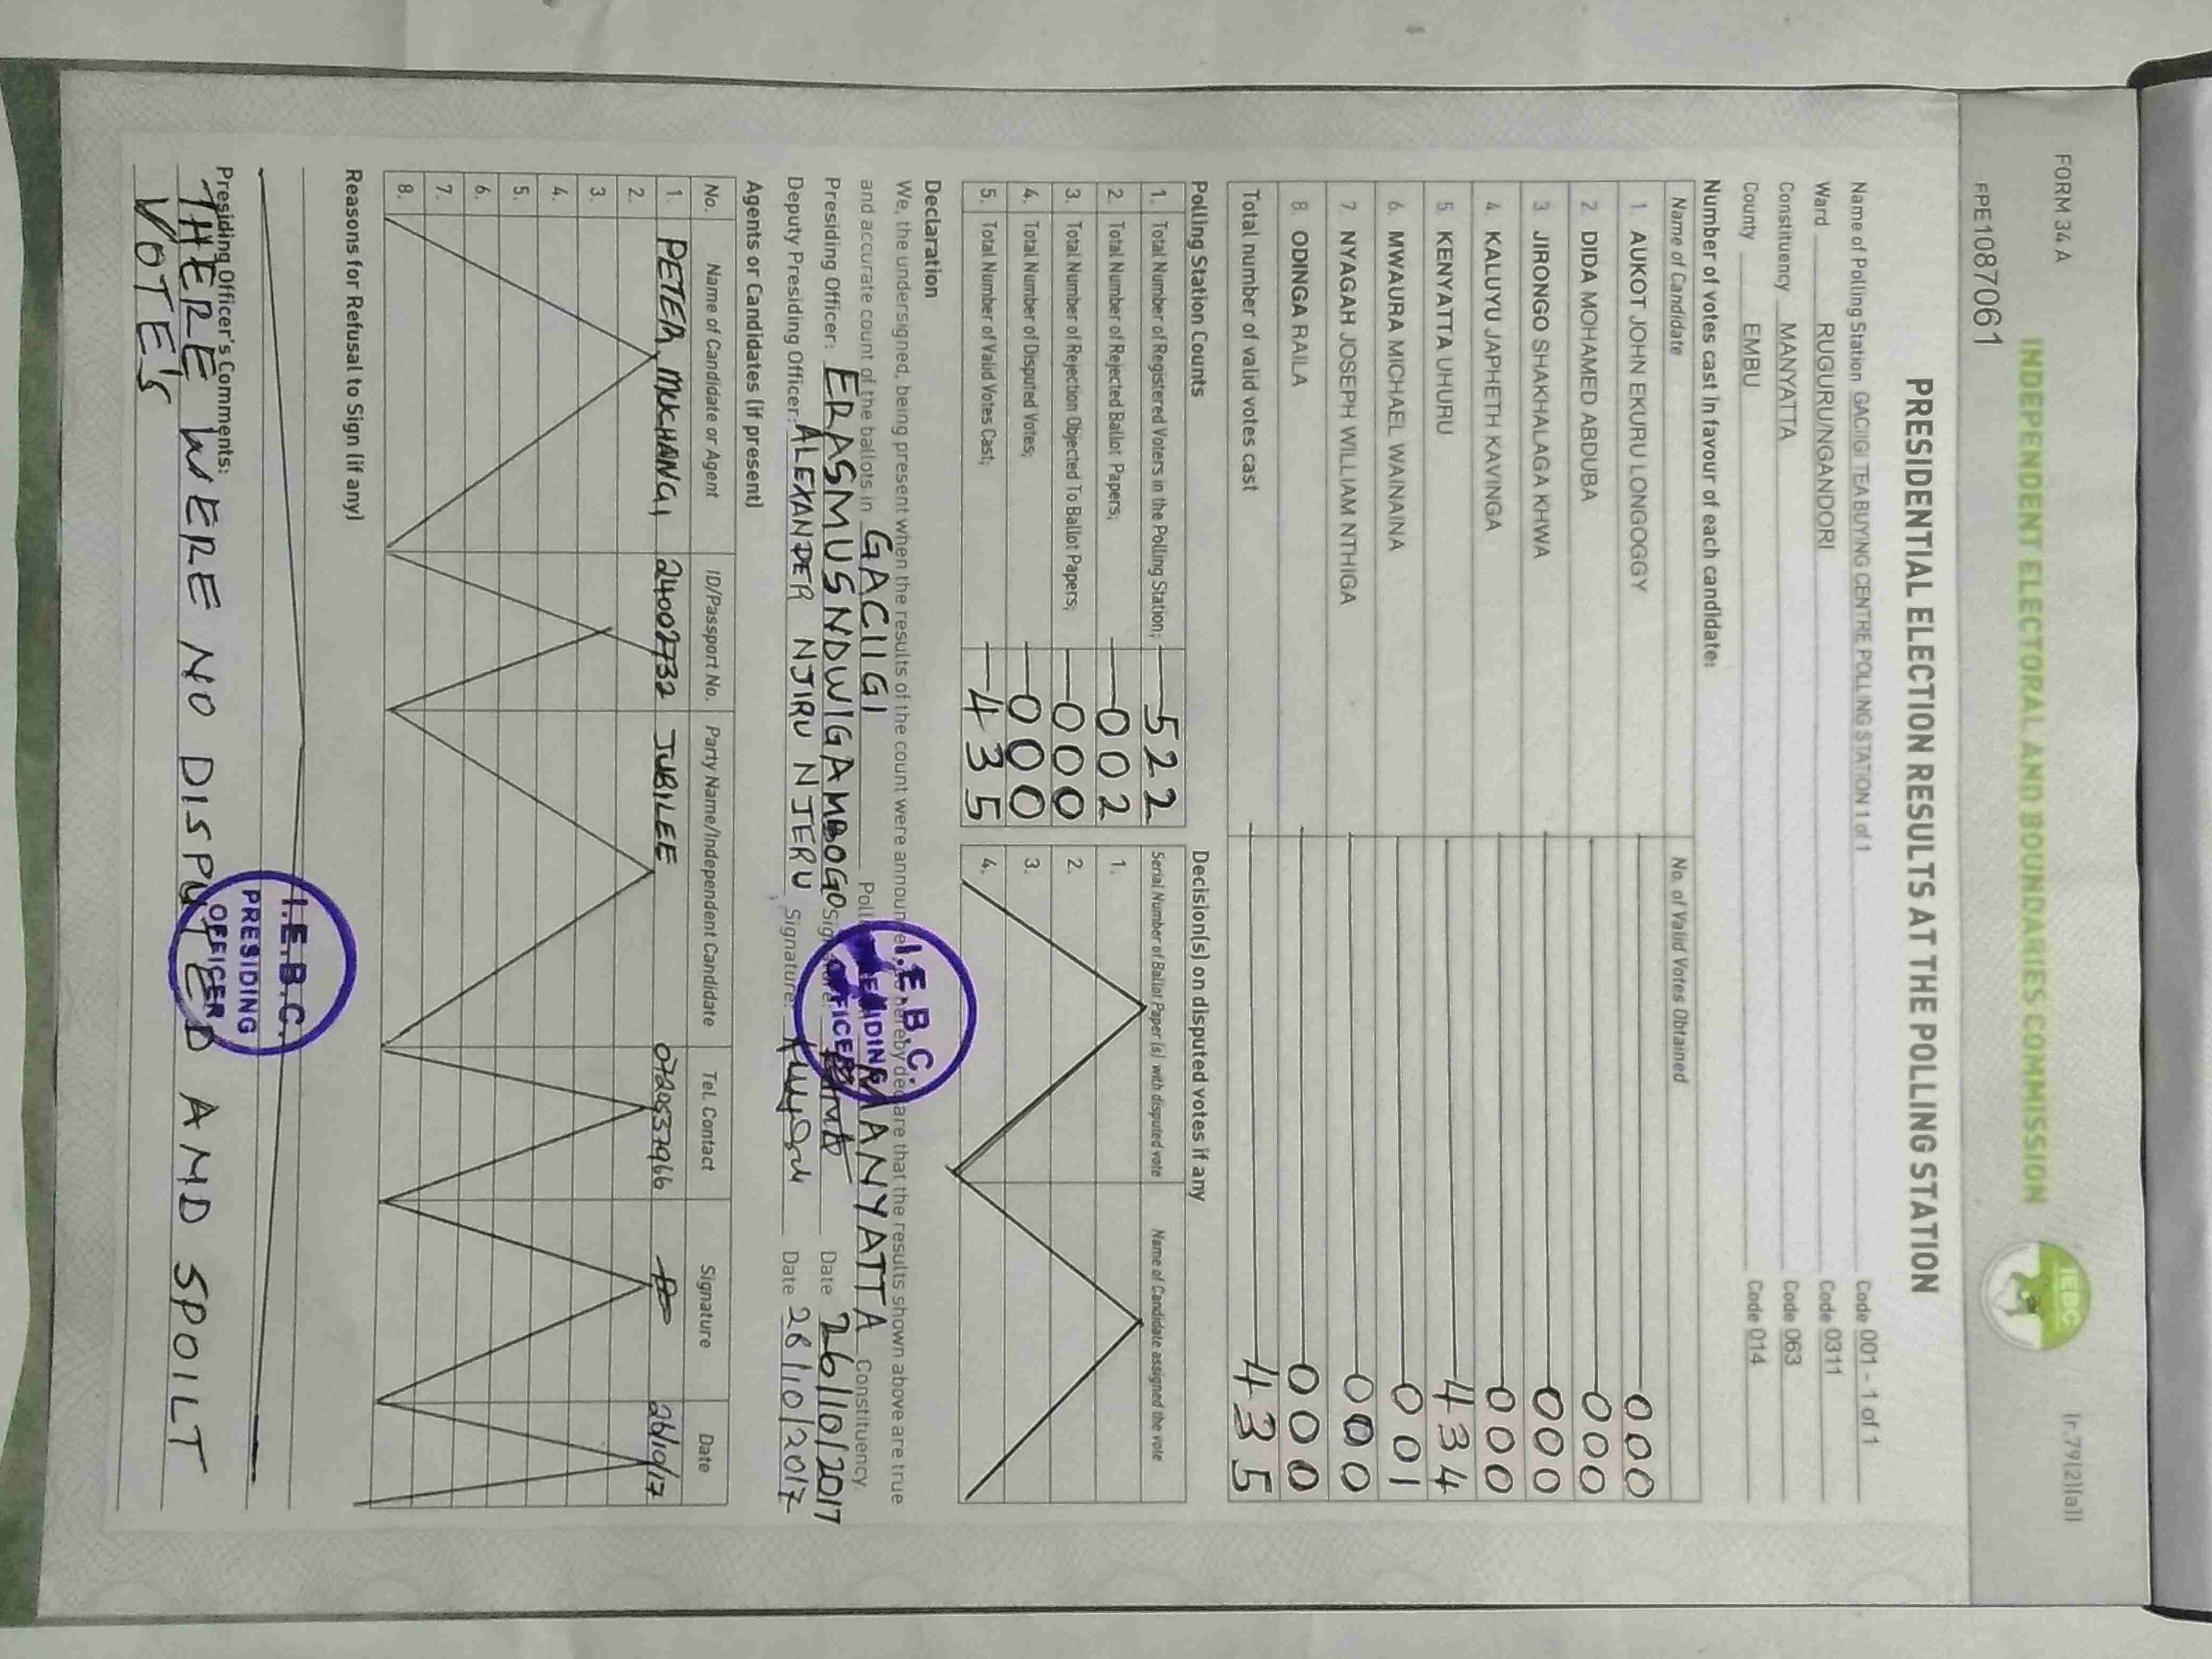 FORM 34A
(r.79(2)(a))
INDEPENDENT ELECTORAL AND BOUNDARIES COMMISSION
IEBC
FPE1087061
PRESIDENTIAL ELECTION RESULTS AT THE POLLING STATION
Name of Polling Station GACIIGI TEA BUYING CENTRE POLLING STATION 1 of 1 Code 001 - 1 of 1
Ward RUGURU/NGANDORI Code 0311
Constituency MANYATTA Code 063
County EMBU Code 014
Number of votes cast in favour of each candidate:
Name of Candidate No. of Valid Votes Obtained
1. AUKOT JOHN EKURU LONGOGGY 000
2. DIDA MOHAMED ABDUBA 000
3. JIRONGO SHAKHALAGA KHWA 000
4. KALUYU JAPHETH KAVINGA 000
5. KENYATTA UHURU 434
6. MWAURA MICHAEL WAINAINA 001
7. NYAGAH JOSEPH WILLIAM NTHIGA 000
8. ODINGA RAILA 000
Total number of valid votes cast 435
Polling Station Counts
1. Total Number of Registered Voters in the Polling Station; 522
2. Total Number of Rejected Ballot Papers; 002
3. Total Number of Rejection Objected To Ballot Papers; 000
4. Total Number of Disputed Votes; 000
5. Total Number of Valid Votes Cast; 435
Decision(s) on disputed votes if any
Serial Number of Ballot Paper (s) with disputed vote Name of Candidate assigned the vote
1.
2.
3.
4.
Declaration
We, the undersigned, being present when the results of the count were announced do hereby declare that the results shown above are true
and accurate count of the ballots in GACIIGI Poll MANYATTA Constituency.
Presiding Officer: ERASMUS NDWIGA MBOGO Signature: Date 26/10/2017
Deputy Presiding Officer: ALEXANDER NJIRU NJERU Signature: Date 26/10/2017
I.E.B.C.
PRESIDING
OFFICER
Agents or Candidates (if present)
No. Name of Candidate or Agent ID/Passport No. Party Name/Independent Candidate Tel. Contact Signature Date
1. PETER MUCHANGI 24002732 JUBILEE 0720537966 26/10/17
2.
3.
4.
5.
6.
7.
8.
Reasons for Refusal to Sign (if any)
I.E.B.C.
PRESIDING
OFFICER
Presiding Officer's Comments:
THERE WERE NO DISPUTED AMD SPOILT
VOTE'S